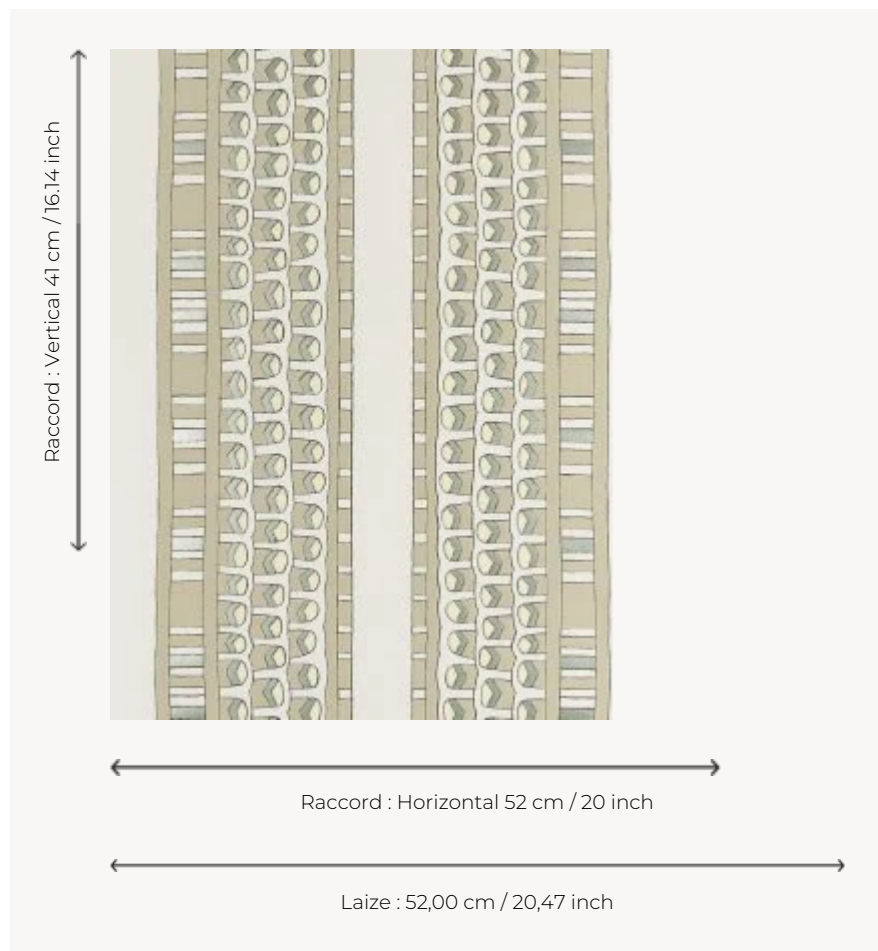 Raccord : Vertical 41 cm / 16.14 inch
Raccord : Horizontal 52 cm / 20 inch
Laize : 52,00 cm / 20,47 inch